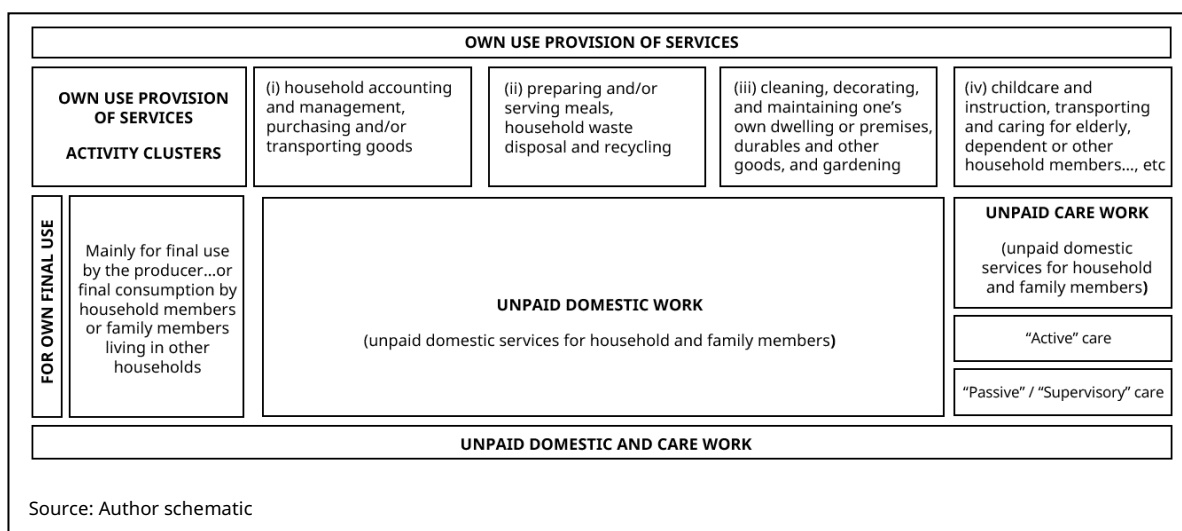 OWN USE PROVISION OF SERVICES
OWN USE PROVISION
OF SERVICES
ACTIVITY CLUSTERS
(i) household accounting
and management,
purchasing and/or
transporting goods
(ii) preparing and/or
serving meals,
household waste
disposal and recycling
(iii) cleaning, decorating,
and maintaining one’s
own dwelling or premises,
durables and other
goods, and gardening
(iv) childcare and
instruction, transporting
and caring for elderly,
dependent or other
household members..., etc
FOR OWN FINAL USE
Mainly for final use
by the producer...or
final consumption by
household members
or family members
living in other
households
UNPAID DOMESTIC WORK
(unpaid domestic services for household and family members)
UNPAID CARE WORK
(unpaid domestic
services for household
and family members)
“Active” care
“Passive” / “Supervisory” care
UNPAID DOMESTIC AND CARE WORK
Source: Author schematic